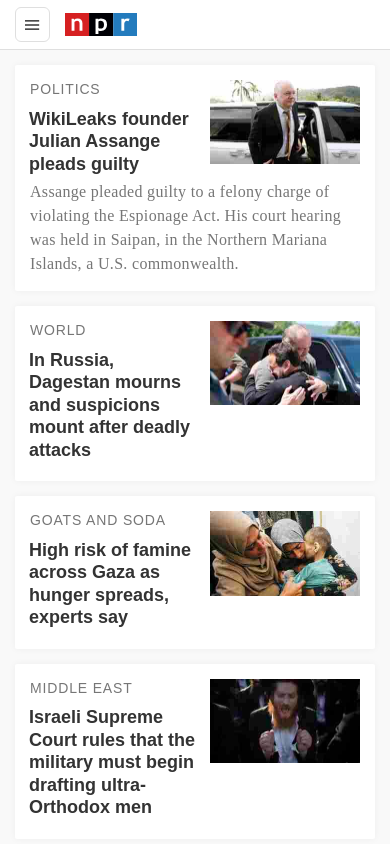 npr
POLITICS
WikiLeaks founder
Julian Assange
pleads guilty
Assange pleaded guilty to a felony charge of
violating the Espionage Act. His court hearing
was held in Saipan, in the Northern Mariana
Islands, a U.S. commonwealth.
WORLD
In Russia,
Dagestan mourns
and suspicions
mount after deadly
attacks
GOATS AND SODA
High risk of famine
across Gaza as
hunger spreads,
experts say
MIDDLE EAST
Israeli Supreme
Court rules that the
military must begin
drafting ultra-
Orthodox men